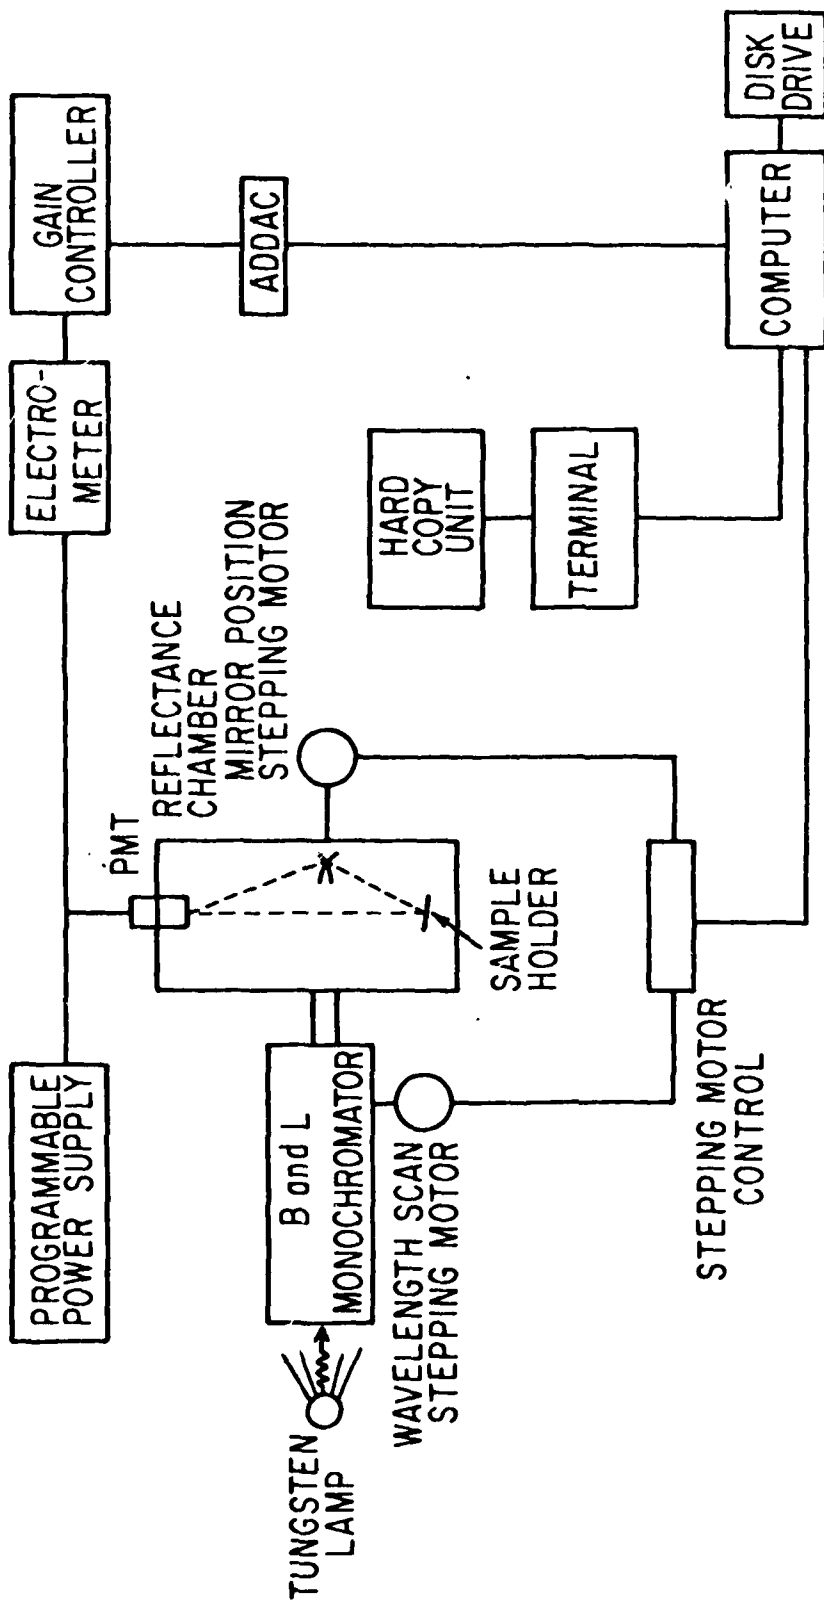 PROGRAMMABLE
POWER SUPPLY
ELECTRO-
METER
GAIN
CONTROLLER
PMT
REFLECTANCE
CHAMBER
MIRROR POSITION
STEPPING MOTOR
ADDAC
TUNGSTEN
LAMP
B and L
MONOCHROMATOR
WAVELENGTH SCAN
STEPPING MOTOR
SAMPLE
HOLDER
HARD
COPY
UNIT
TERMINAL
STEPPING MOTOR
CONTROL
COMPUTER
DISK
DRIVE